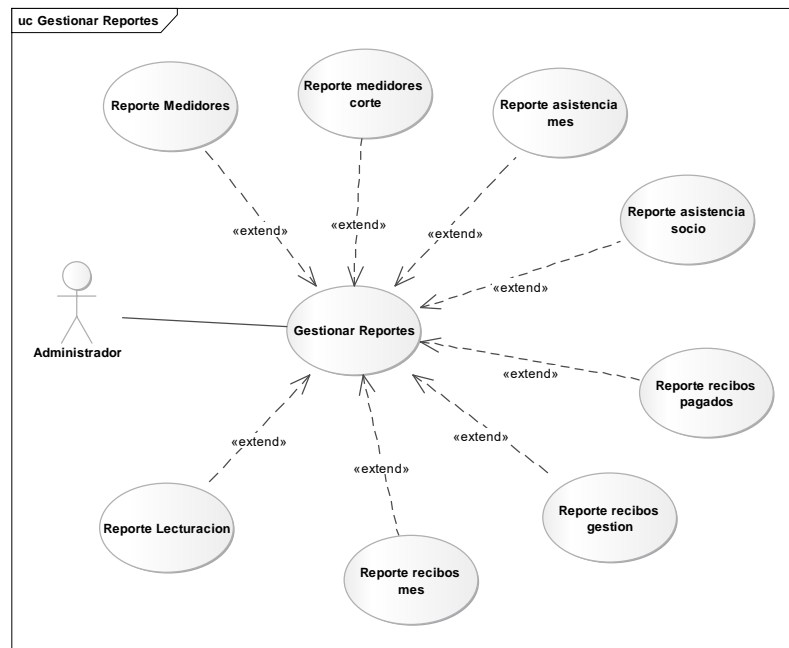 uc Gestionar Reportes
Reporte Medidores
Reporte medidores
corte
Reporte asistencia
mes
Reporte asistencia
socio
«extend»
«extend»
«extend»
«extend»
Administrador
Gestionar Reportes
«extend»
Reporte recibos
pagados
«extend»
«extend»
«extend»
Reporte Lecturacion
Reporte recibos
gestion
Reporte recibos
mes